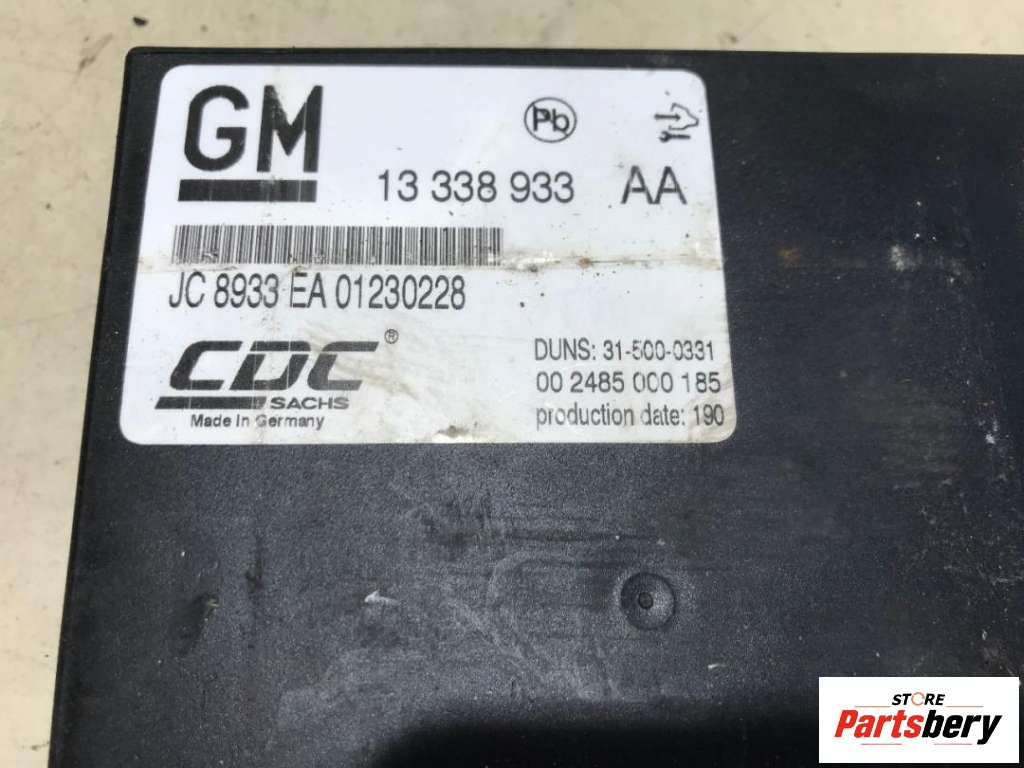 GM
Pb
13 338 933 AA
JC 8933 EA 01230228
CDC®
SACHS
Made In Germany
DUNS: 31-500-0331
00 2485 000 185
production date: 190
STORE
Partsbery